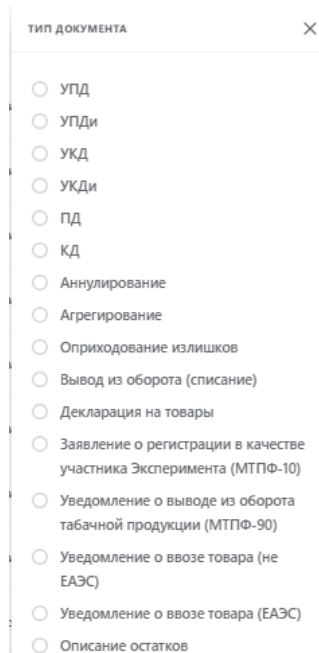 ТИП ДОКУМЕНТА
УПД
УПДи
УКД
УКДи
ПД
КД
Аннулирование
Агрегирование
Оприходование излишков
Вывод из оборота (списание)
Декларация на товары
Заявление о регистрации в качестве
участника Эксперимента (МТПФ-10)
Уведомление о выводе из оборота
табачной продукции (МТПФ-90)
Уведомление о ввозе товара (не
ЕАЭС)
Уведомление о ввозе товара (ЕАЭС)
Описание остатков